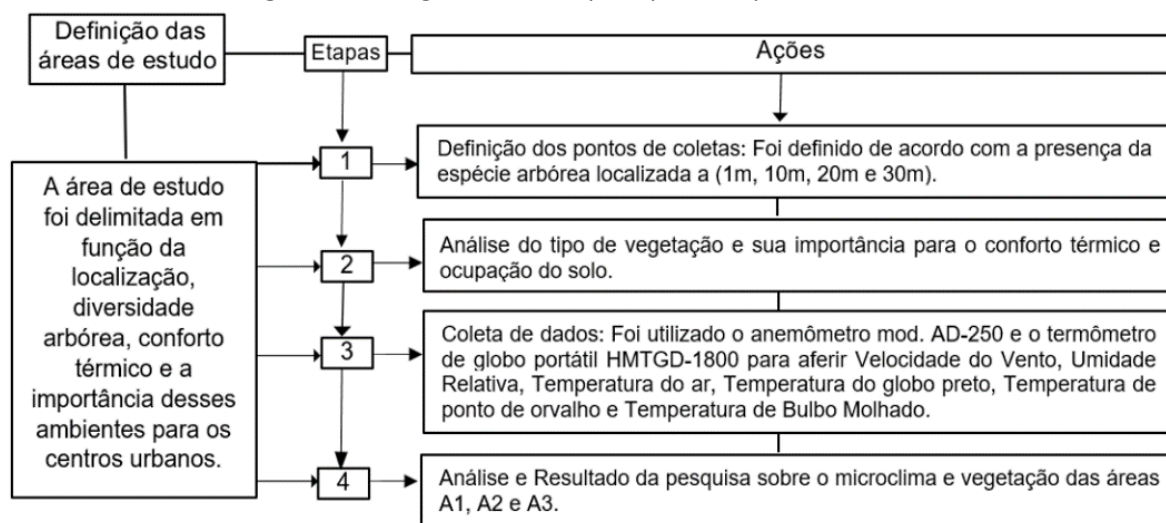 Definição das
áreas de estudo
Etapas
Ações
A área de estudo
foi delimitada em
função da
localização,
diversidade
arbórea, conforto
térmico e a
importância desses
ambientes para os
centros urbanos.
1
Definição dos pontos de coletas: Foi definido de acordo com a presença da
espécie arbórea localizada a (1m, 10m, 20m e 30m).
2
Análise do tipo de vegetação e sua importância para o conforto térmico e
ocupação do solo.
3
Coleta de dados: Foi utilizado o anemômetro mod. AD-250 e o termômetro
de globo portátil HMTGD-1800 para aferir Velocidade do Vento, Umidade
Relativa, Temperatura do ar, Temperatura do globo preto, Temperatura de
ponto de orvalho e Temperatura de Bulbo Molhado.
4
Análise e Resultado da pesquisa sobre o microclima e vegetação das áreas
A1, A2 e A3.